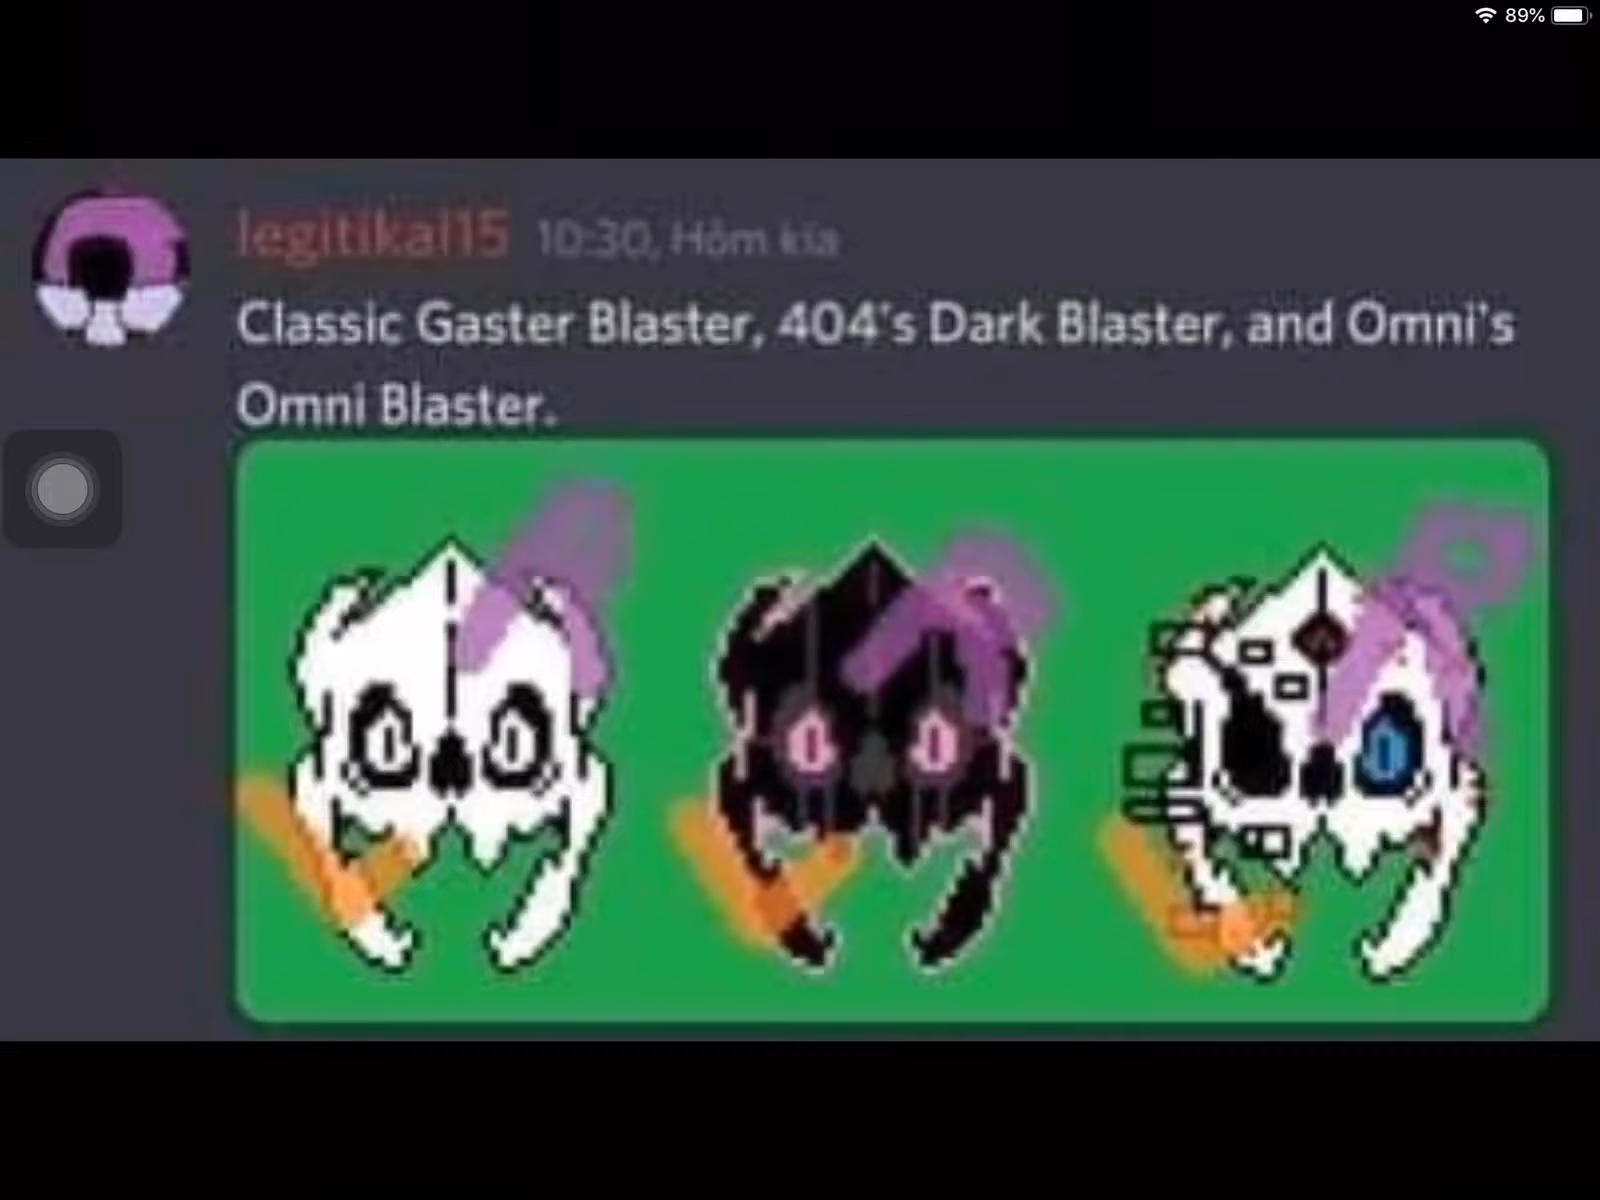 89%
legitikal15 10:30, Hôm kia
Classic Gaster Blaster, 404's Dark Blaster, and Omni's
Omni Blaster.